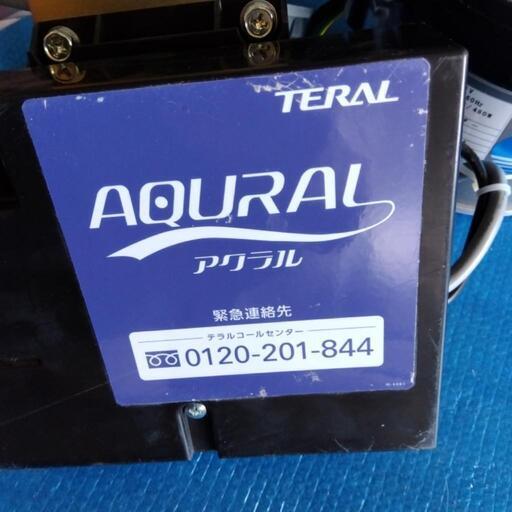 TERAL
AQURAL
アクラル
緊急連絡先
テラルコールセンター
0120-201-844